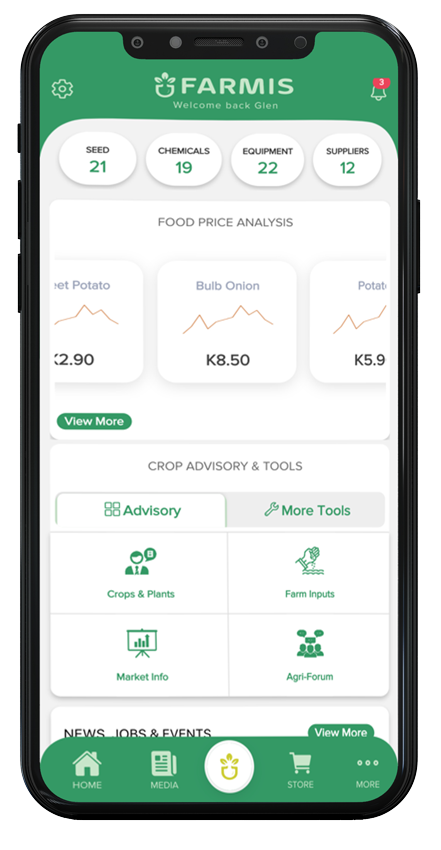 3
FARMIS
Welcome back Glen
SEED
21
CHEMICALS
19
EQUIPMENT
22
SUPPLIERS
12
FOOD PRICE ANALYSIS
eet Potato
Bulb Onion
Potat
K2.90
K8.50
K5.9
View More
CROP ADVISORY & TOOLS
Advisory
More Tools
Crops & Plants
Farm Inputs
Market Info
Agri-Forum
NEWS, JOBS & EVENTS
View More
HOME
MEDIA
STORE
MORE